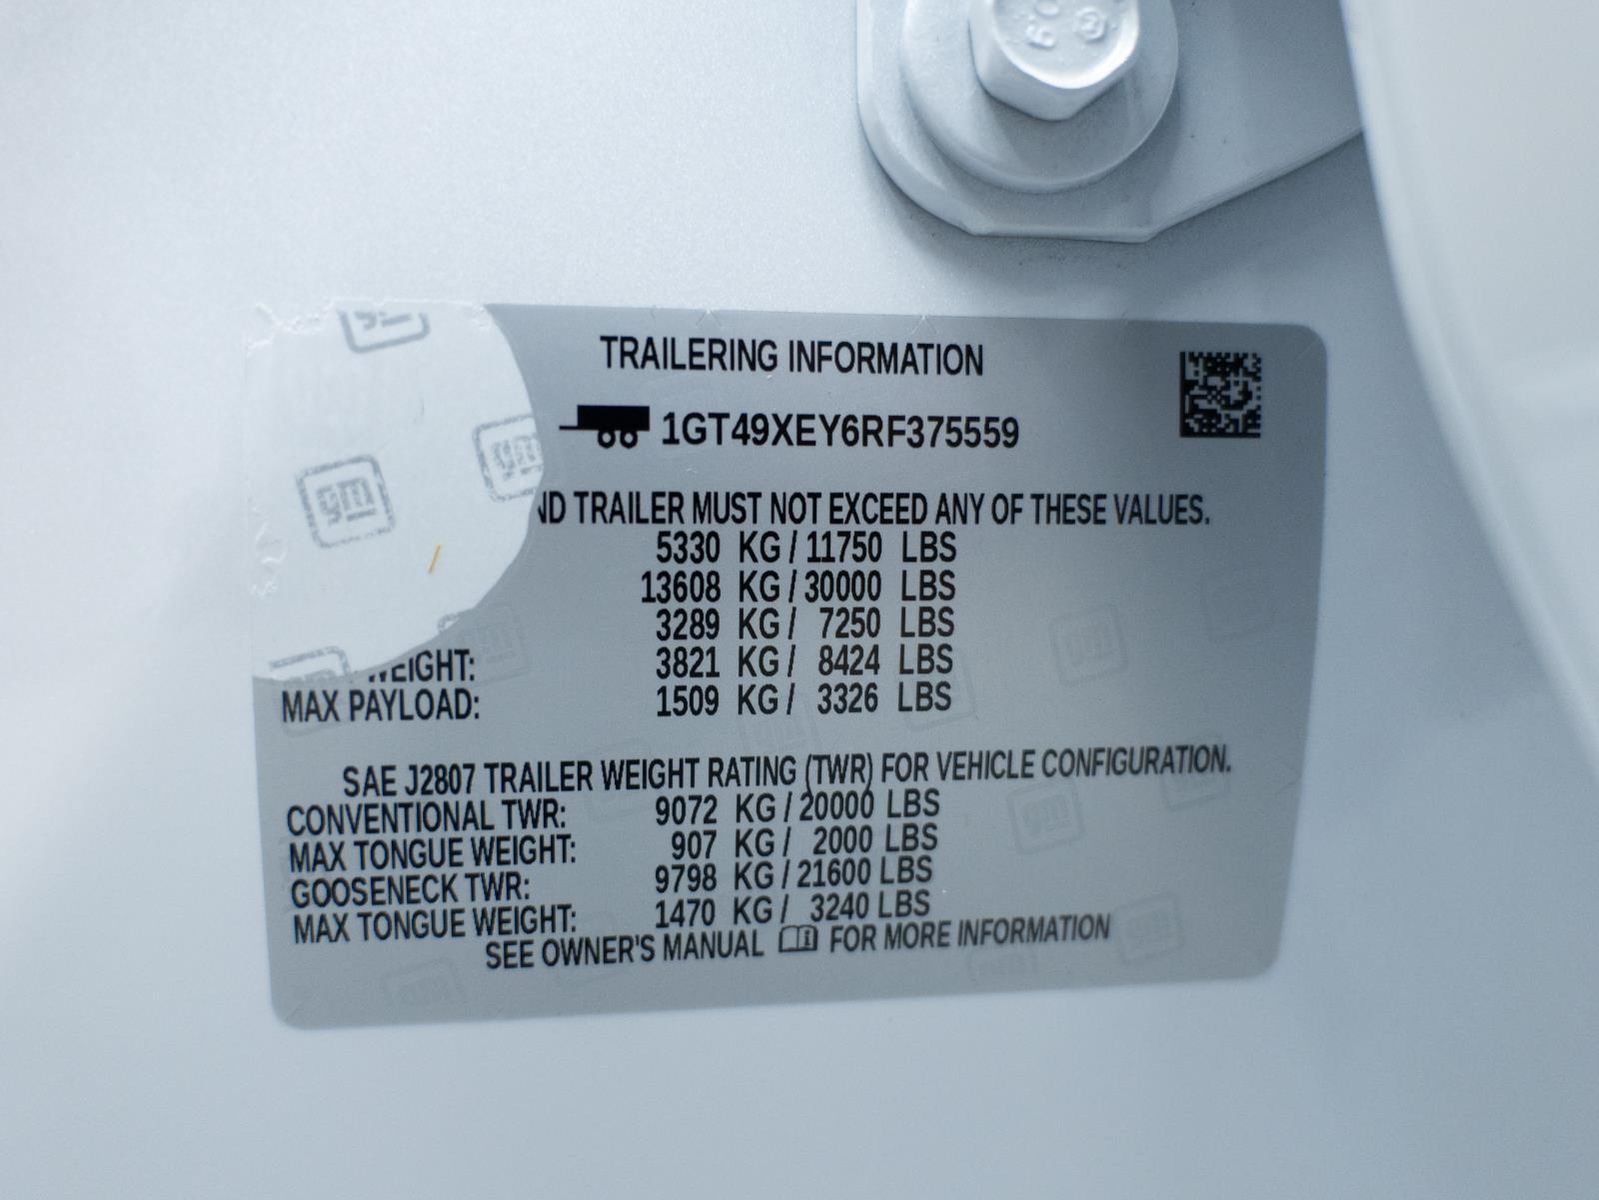 TRAILERING INFORMATION
1GT49XEY6RF375559
TRAILER MUST NOT EXCEED ANY OF THESE VALUES.
5330 KG / 11750 LBS
13608 KG / 30000 LBS
3289 KG / 7250 LBS
3821 KG / 8424 LBS
MAX PAYLOAD: 1509 KG / 3326 LBS
SAE J2807 TRAILER WEIGHT RATING (TWR) FOR VEHICLE CONFIGURATION.
CONVENTIONAL TWR: 9072 KG / 20000 LBS
MAX TONGUE WEIGHT: 907 KG / 2000 LBS
GOOSENECK TWR: 9798 KG / 21600 LBS
MAX TONGUE WEIGHT: 1470 KG / 3240 LBS
SEE OWNER'S MANUAL FOR MORE INFORMATION
gm
gm